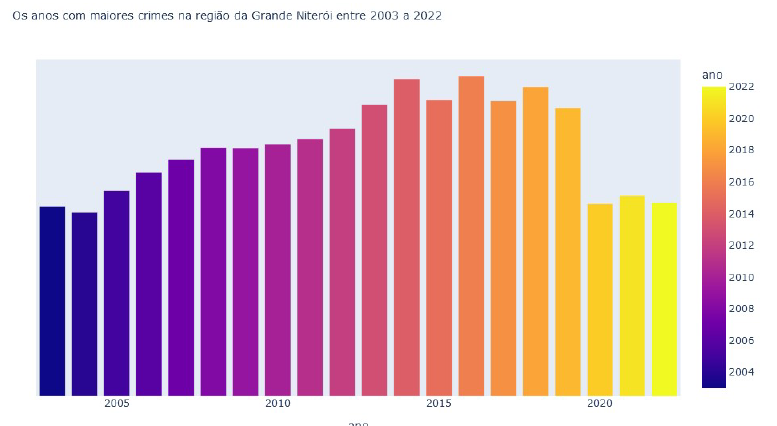 Os anos com maiores crimes na região da Grande Niterói entre 2003 a 2022
ano
2022
2020
2018
2016
2014
2012
2010
2008
2006
2004
2005 2010 2015 2020
ano